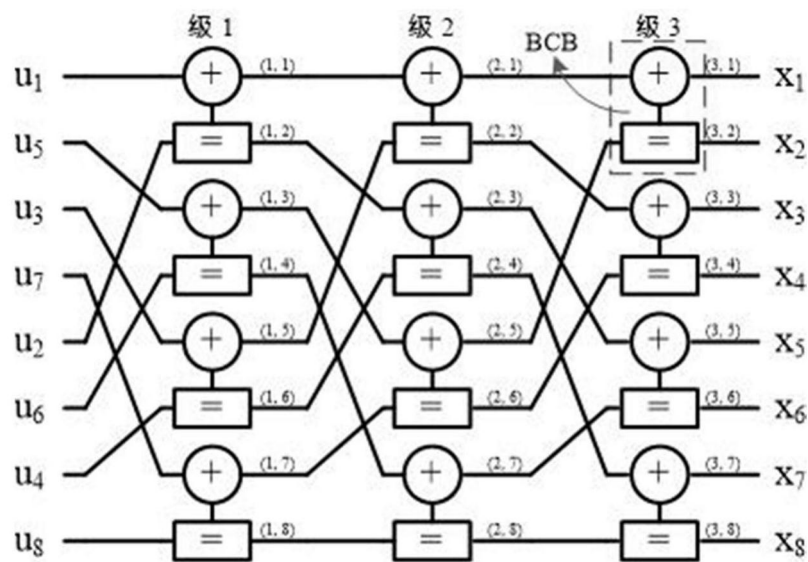 级 1 级 2 级 3
BCB
u1 + (1, 1) + (2, 1) + (3, 1) x1
u5 = (1, 2) = (2, 2) = (3, 2) x2
u3 + (1, 3) + (2, 3) + (3, 3) x3
u7 = (1, 4) = (2, 4) = (3, 4) x4
u2 + (1, 5) + (2, 5) + (3, 5) x5
u6 = (1, 6) = (2, 6) = (3, 6) x6
u4 + (1, 7) + (2, 7) + (3, 7) x7
u8 = (1, 8) = (2, 8) = (3, 8) x8